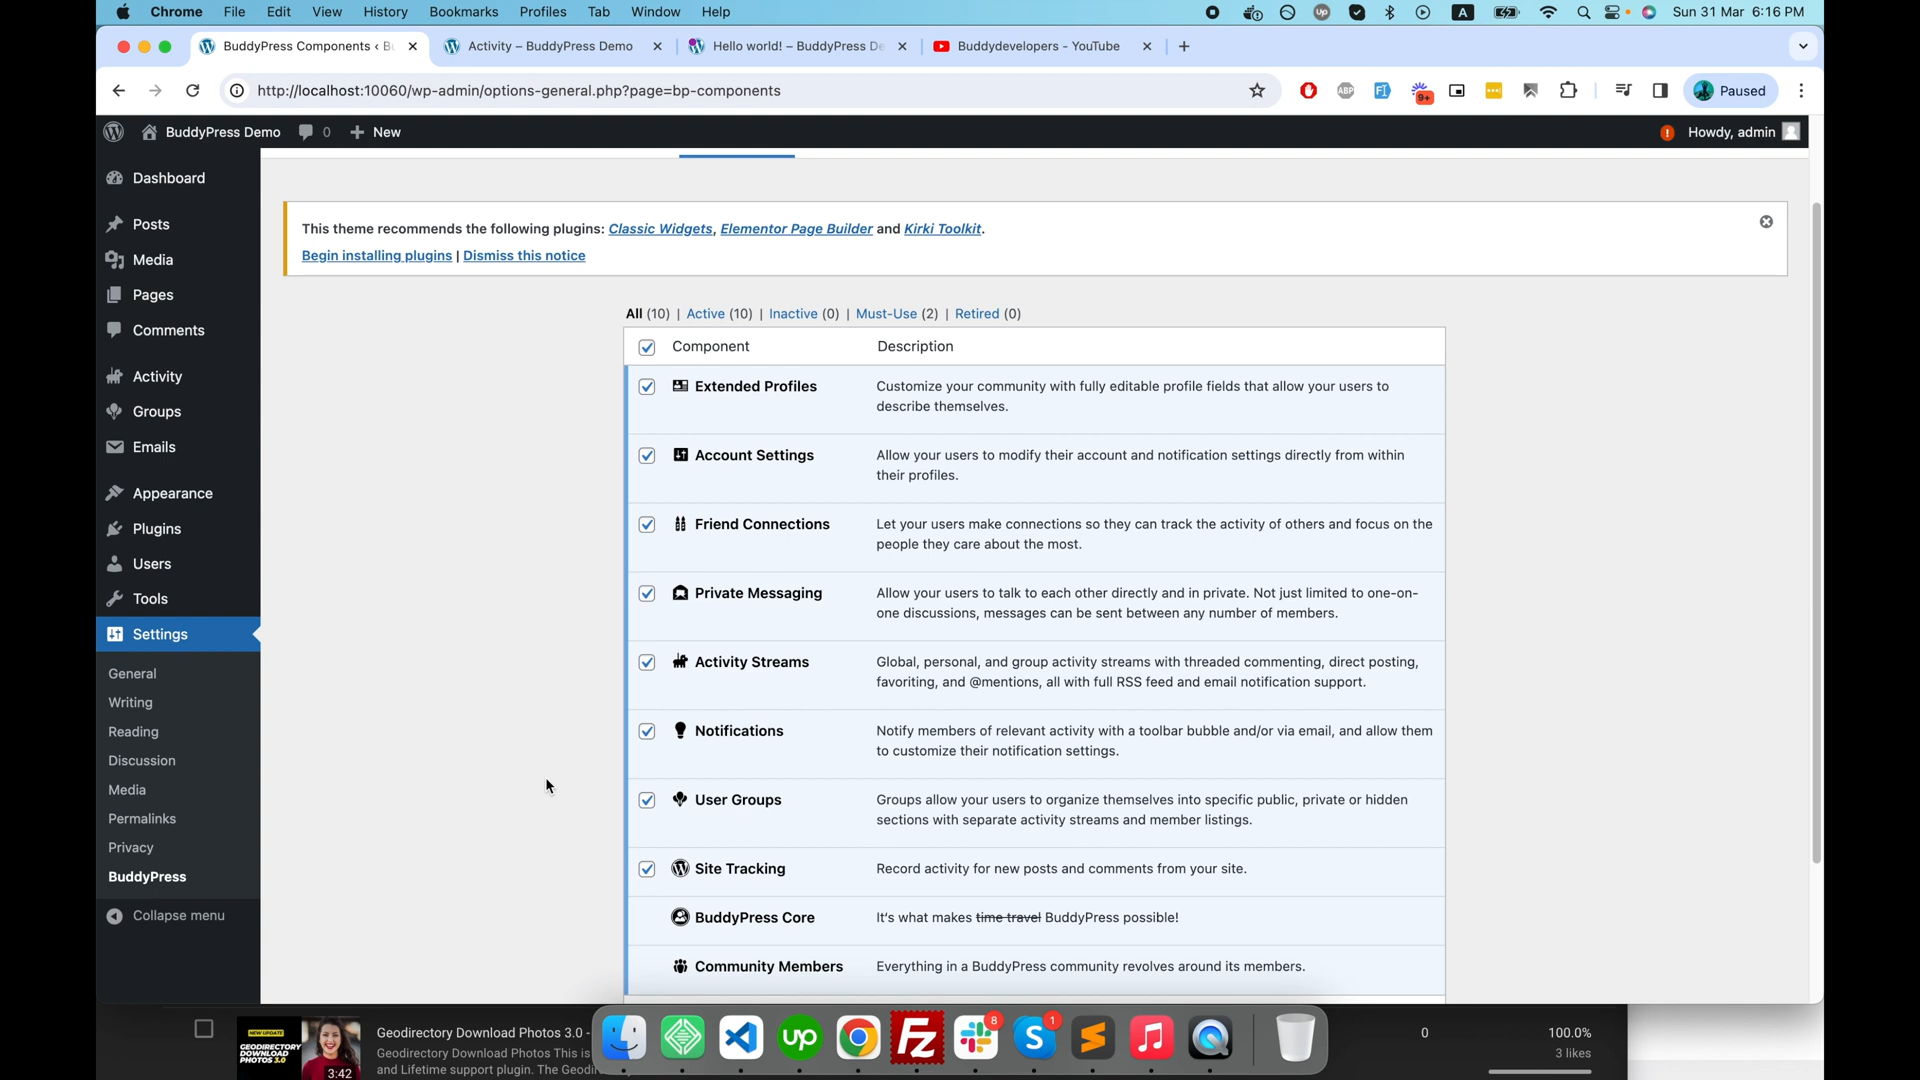 Chrome File Edit View History Bookmarks Profiles Tab Window Help
A
Sun 31 Mar 6:16 PM
BuddyPress Components ‹ Bu
Activity – BuddyPress Demo
Hello world! – BuddyPress De
Buddydevelopers - YouTube
http://localhost:10060/wp-admin/options-general.php?page=bp-components
ABP
9+
Paused
BuddyPress Demo
0
New
Howdy, admin
Dashboard
Posts
Media
Pages
Comments
Activity
Groups
Emails
Appearance
Plugins
Users
Tools
Settings
General
Writing
Reading
Discussion
Media
Permalinks
Privacy
BuddyPress
Collapse menu
This theme recommends the following plugins: Classic Widgets, Elementor Page Builder and Kirki Toolkit.
Begin installing plugins | Dismiss this notice
All (10) | Active (10) | Inactive (0) | Must-Use (2) | Retired (0)
Component Description
Extended Profiles
Customize your community with fully editable profile fields that allow your users to
describe themselves.
Account Settings
Allow your users to modify their account and notification settings directly from within
their profiles.
Friend Connections
Let your users make connections so they can track the activity of others and focus on the
people they care about the most.
Private Messaging
Allow your users to talk to each other directly and in private. Not just limited to one-on-
one discussions, messages can be sent between any number of members.
Activity Streams
Global, personal, and group activity streams with threaded commenting, direct posting,
favoriting, and @mentions, all with full RSS feed and email notification support.
Notifications
Notify members of relevant activity with a toolbar bubble and/or via email, and allow them
to customize their notification settings.
User Groups
Groups allow your users to organize themselves into specific public, private or hidden
sections with separate activity streams and member listings.
Site Tracking
Record activity for new posts and comments from your site.
BuddyPress Core
It's what makes time travel BuddyPress possible!
Community Members
Everything in a BuddyPress community revolves around its members.
NEW UPDATE
GEODIRECTORY
DOWNLOAD
PHOTOS 3.0
3:42
Geodirectory Download Photos 3.0 -
Geodirectory Download Photos This is
and Lifetime support plugin. The Geodi
up
Fz
8
S
1
0
100.0%
3 likes